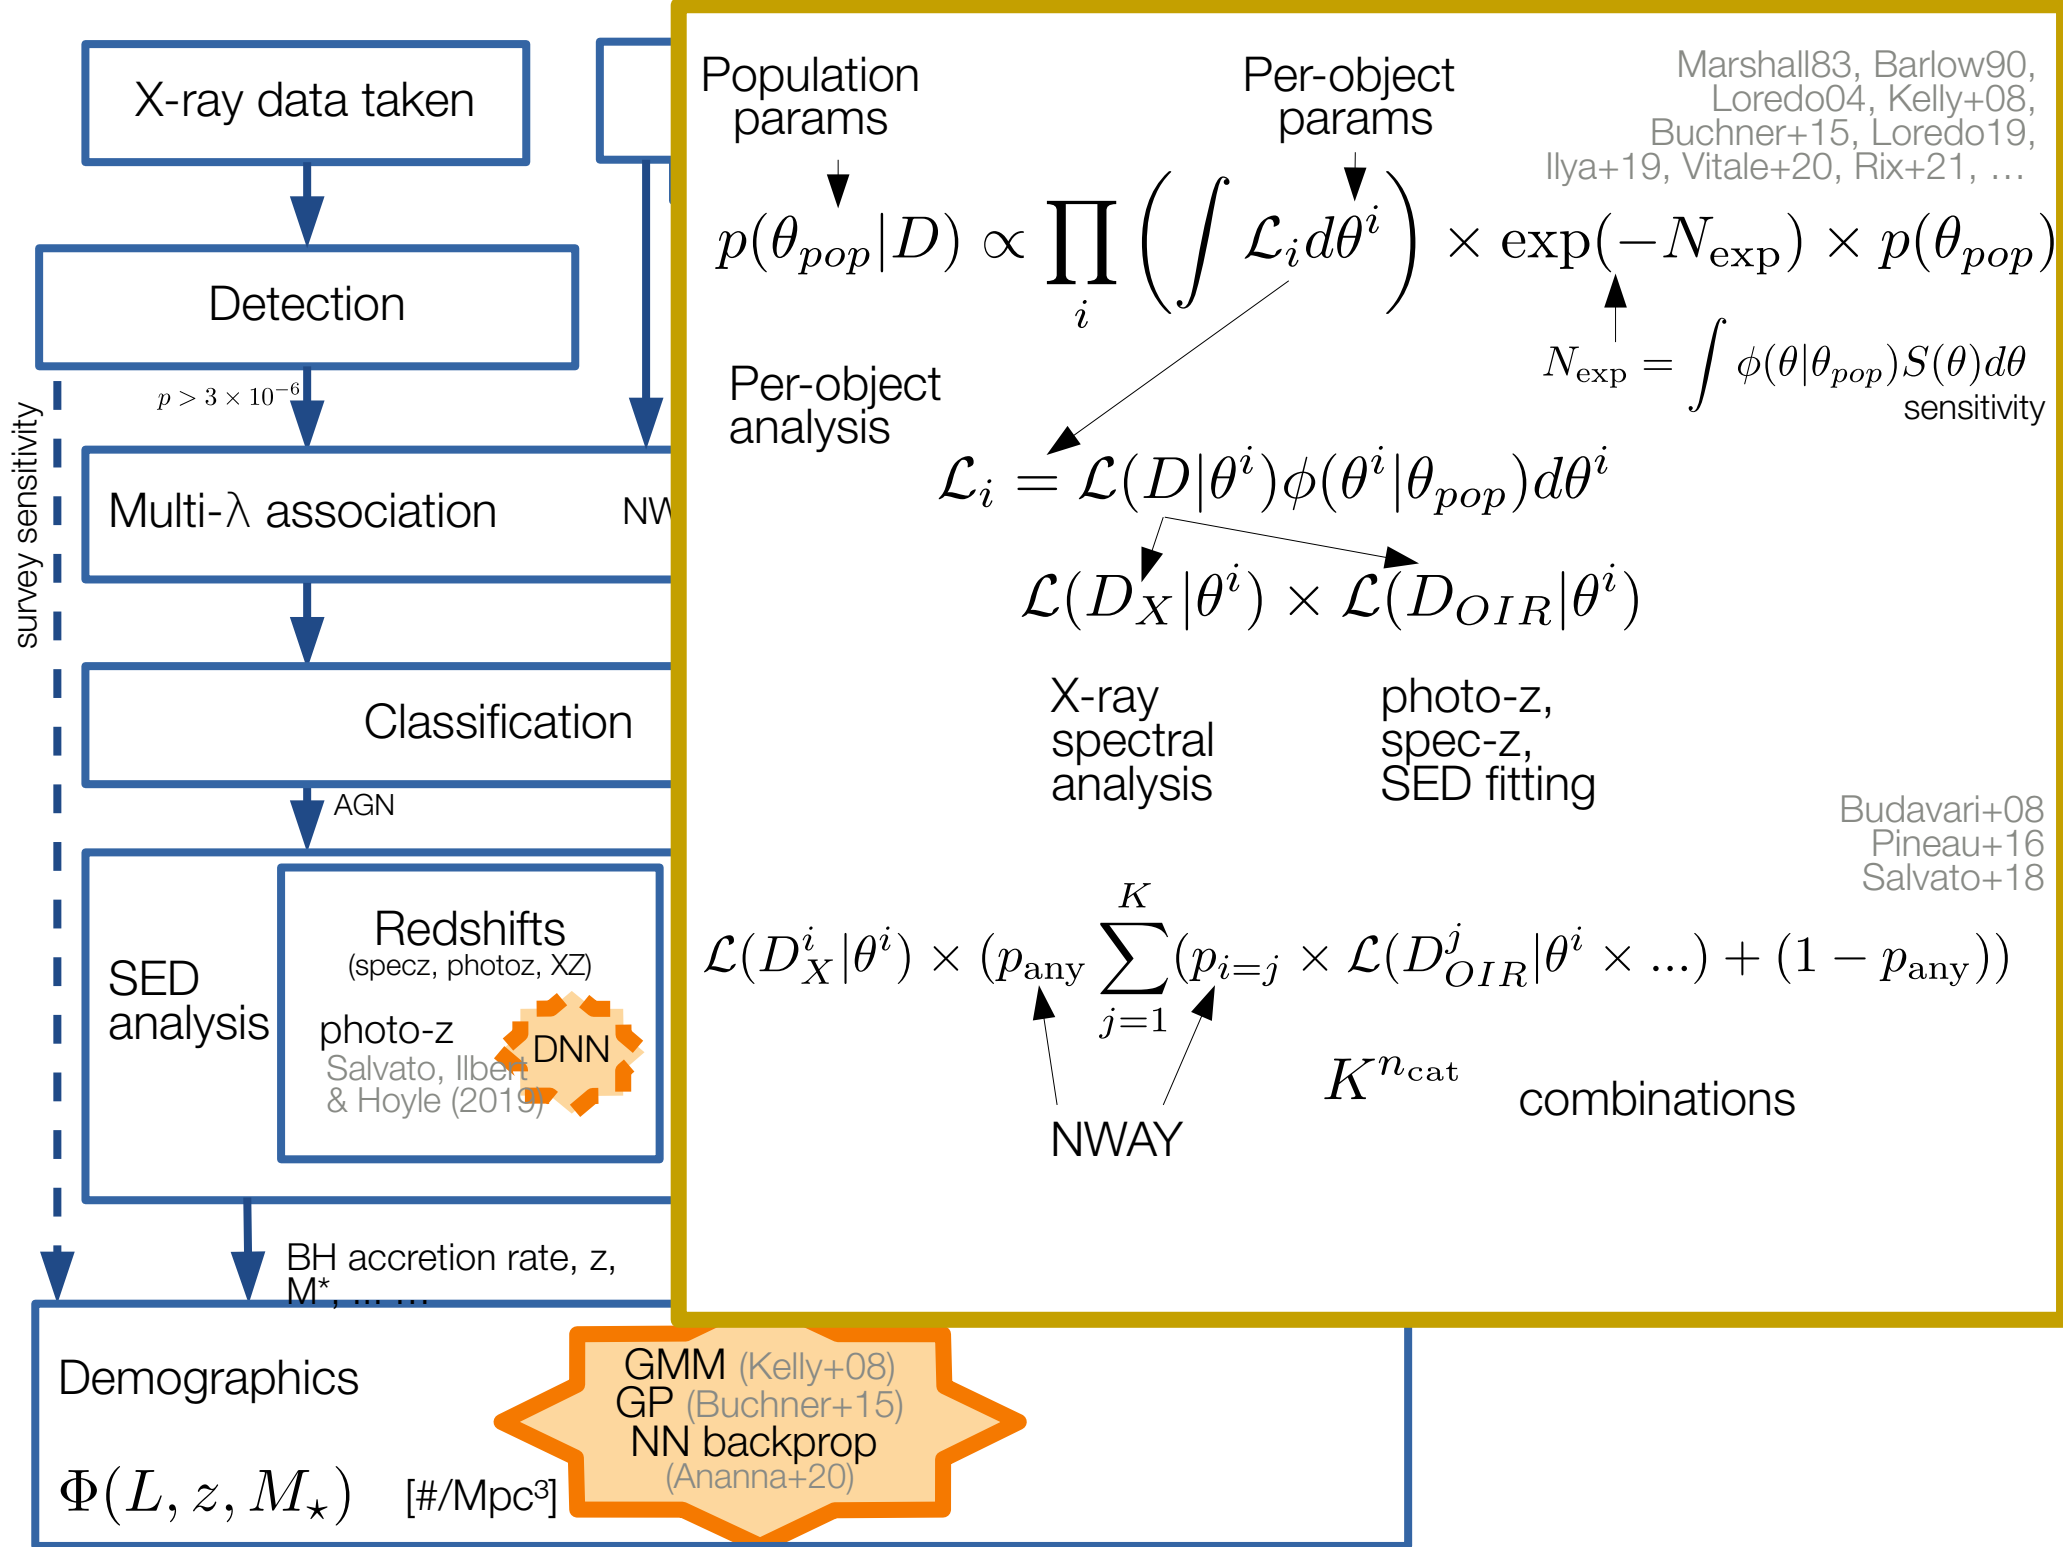 X-ray data taken
Detection
p > 3 × 10⁻⁶
survey sensitivity
Multi-λ association
NW
Classification
AGN
SED
analysis
Redshifts
(specz, photoz, XZ)
photo-z
DNN
Salvato, Ilbert
& Hoyle (2019)
BH accretion rate, z,
M*, ... ...
Demographics
Φ(L, z, M⋆) [#/Mpc³]
GMM (Kelly+08)
GP (Buchner+15)
NN backprop
(Ananna+20)
Population
params
Per-object
params
Marshall83, Barlow90,
Loredo04, Kelly+08,
Buchner+15, Loredo19,
Ilya+19, Vitale+20, Rix+21, ...
p(θ_pop|D) ∝ ∏_i (∫ ℒ_i dθ^i) × exp(−N_exp) × p(θ_pop)
N_exp = ∫ φ(θ|θ_pop)S(θ)dθ
sensitivity
Per-object
analysis
ℒ_i = ℒ(D|θ^i)φ(θ^i|θ_pop)dθ^i
ℒ(D_X|θ^i) × ℒ(D_OIR|θ^i)
X-ray
spectral
analysis
photo-z,
spec-z,
SED fitting
Budavari+08
Pineau+16
Salvato+18
ℒ(D_X^i|θ^i) × (p_any ∑_{j=1}^{K} (p_{i=j} × ℒ(D_OIR^j|θ^i × ...) + (1 − p_any))
NWAY
K^{n_cat} combinations